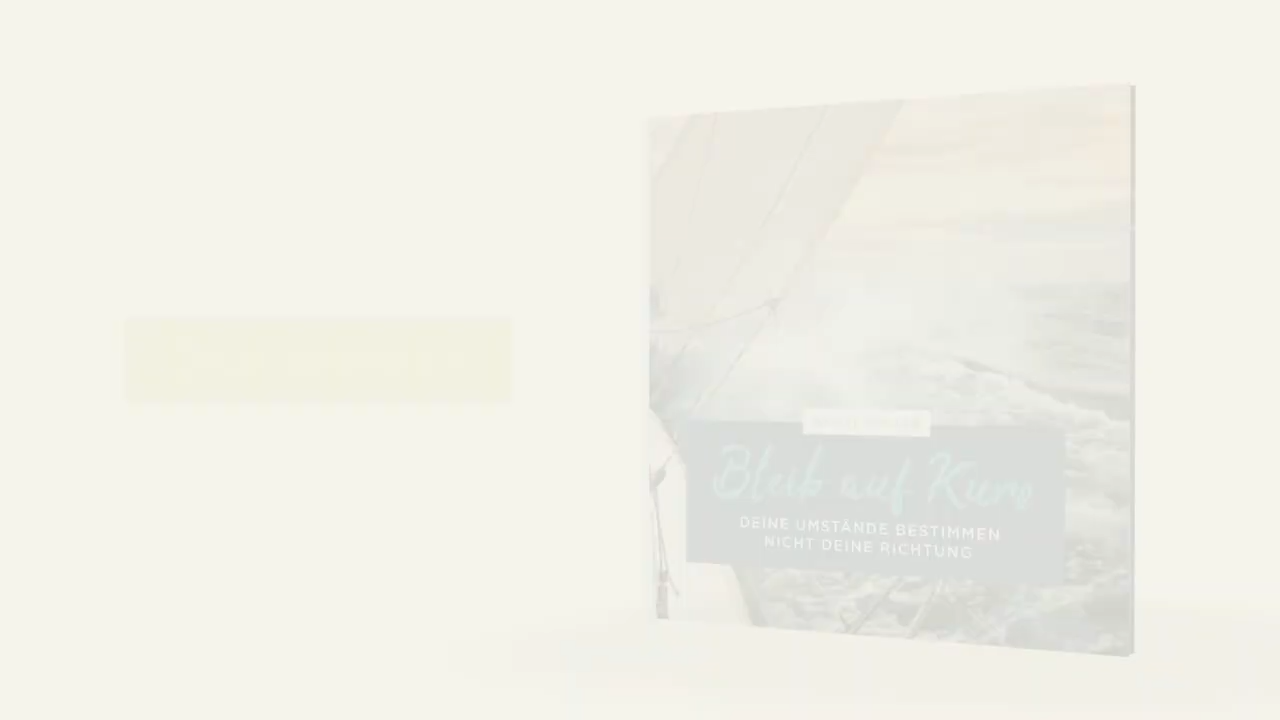 Bleib auf Kurs
DEINE UMSTÄNDE BESTIMMEN
NICHT DEINE RICHTUNG